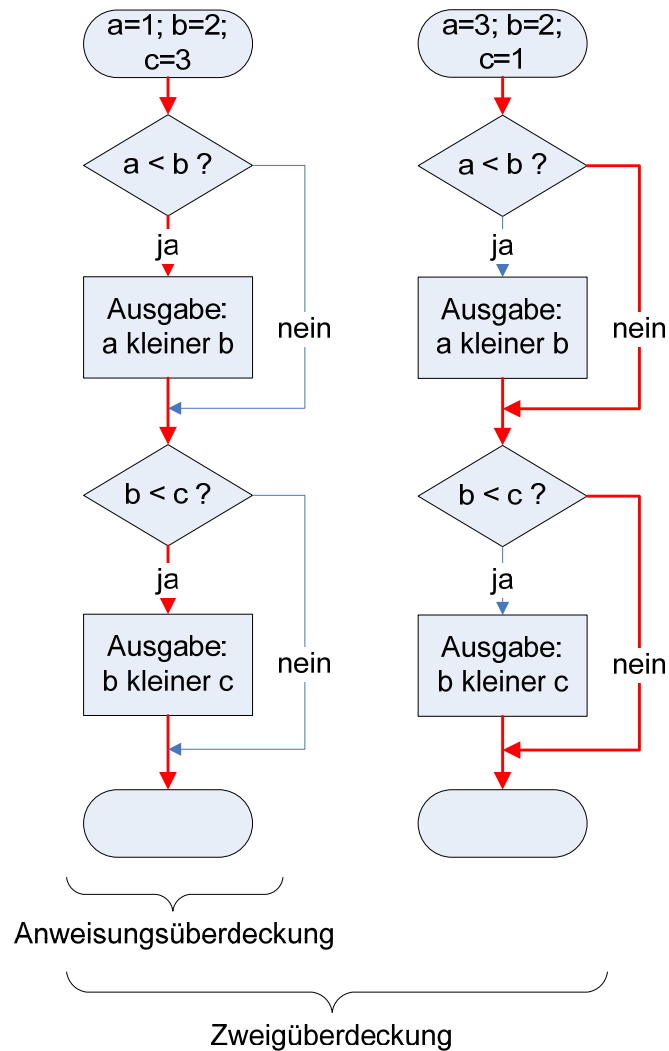 a=1; b=2;
c=3
a < b ?
ja
Ausgabe:
a kleiner b
nein
b < c ?
ja
Ausgabe:
b kleiner c
nein
a=3; b=2;
c=1
a < b ?
ja
Ausgabe:
a kleiner b
nein
b < c ?
ja
Ausgabe:
b kleiner c
nein
Anweisungsüberdeckung
Zweigüberdeckung